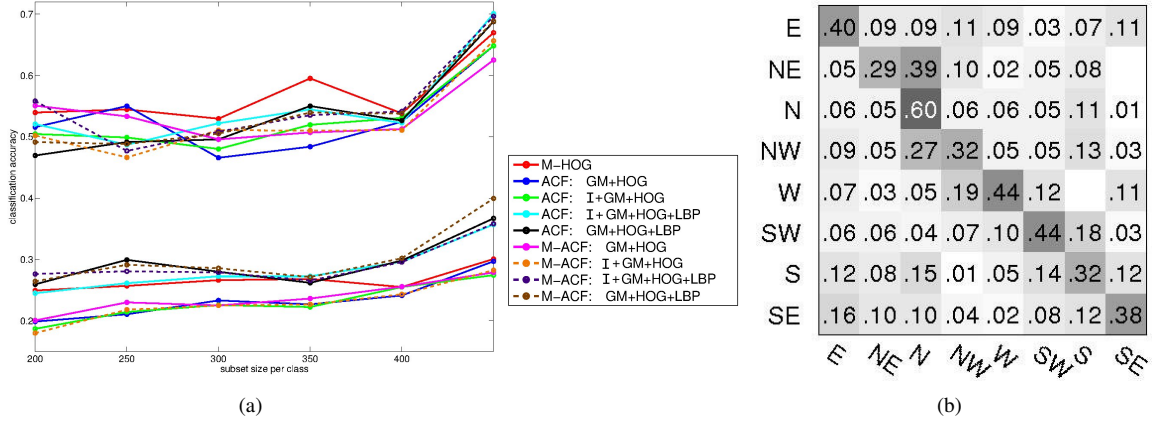 0.7
0.6
0.5
0.4
0.3
0.2
classification accuracy
200 250 300 350 400
subset size per class
M-HOG
ACF: GM+HOG
ACF: I+GM+HOG
ACF: I+GM+HOG+LBP
ACF: GM+HOG+LBP
M-ACF: GM+HOG
M-ACF: I+GM+HOG
M-ACF: I+GM+HOG+LBP
M-ACF: GM+HOG+LBP
(a)
E .40 .09 .09 .11 .09 .03 .07 .11
NE .05 .29 .39 .10 .02 .05 .08
N .06 .05 .60 .06 .06 .05 .11 .01
NW .09 .05 .27 .32 .05 .05 .13 .03
W .07 .03 .05 .19 .44 .12 .11
SW .06 .06 .04 .07 .10 .44 .18 .03
S .12 .08 .15 .01 .05 .14 .32 .12
SE .16 .10 .10 .04 .02 .08 .12 .38
E NE N NW W SW S SE
(b)